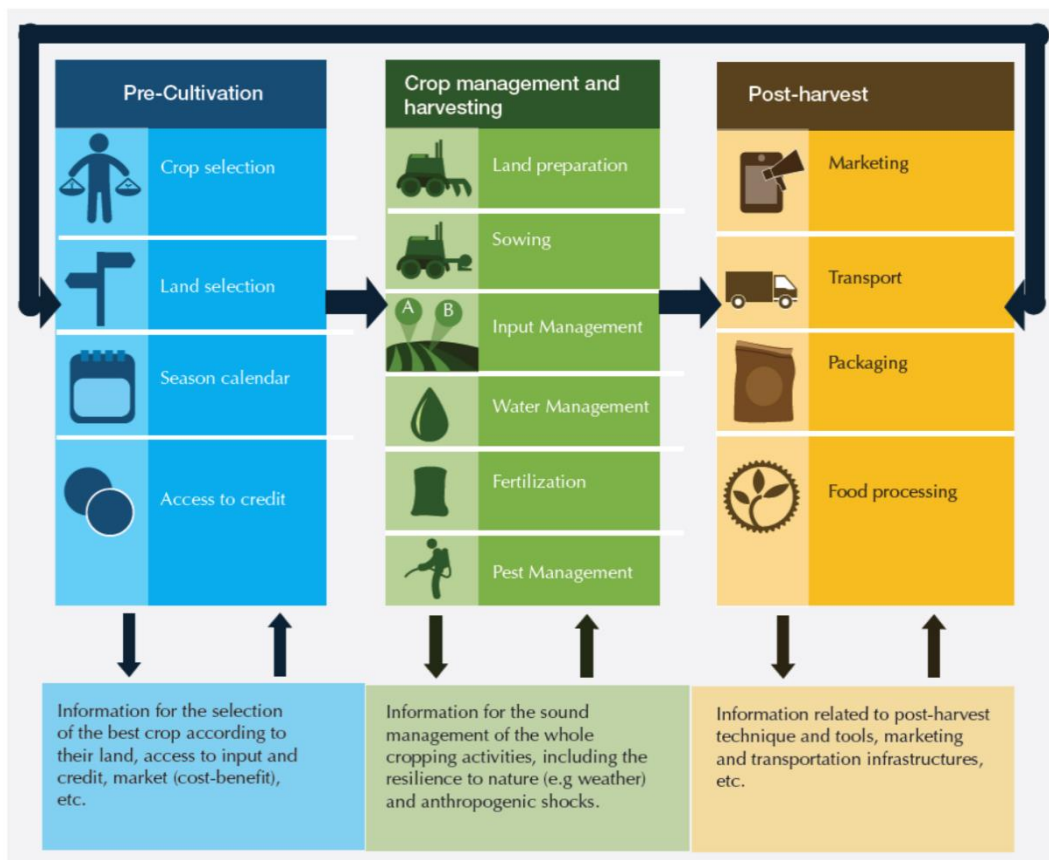 Pre-Cultivation
Crop selection
Land selection
Season calendar
Access to credit
Crop management and
harvesting
Land preparation
Sowing
A B
Input Management
Water Management
Fertilization
Pest Management
Post-harvest
Marketing
Transport
Packaging
Food processing
Information for the selection
of the best crop according to
their land, access to input and
credit, market (cost-benefit),
etc.
Information for the sound
management of the whole
cropping activities, including the
resilience to nature (e.g weather)
and anthropogenic shocks.
Information related to post-harvest
technique and tools, marketing
and transportation infrastructures,
etc.